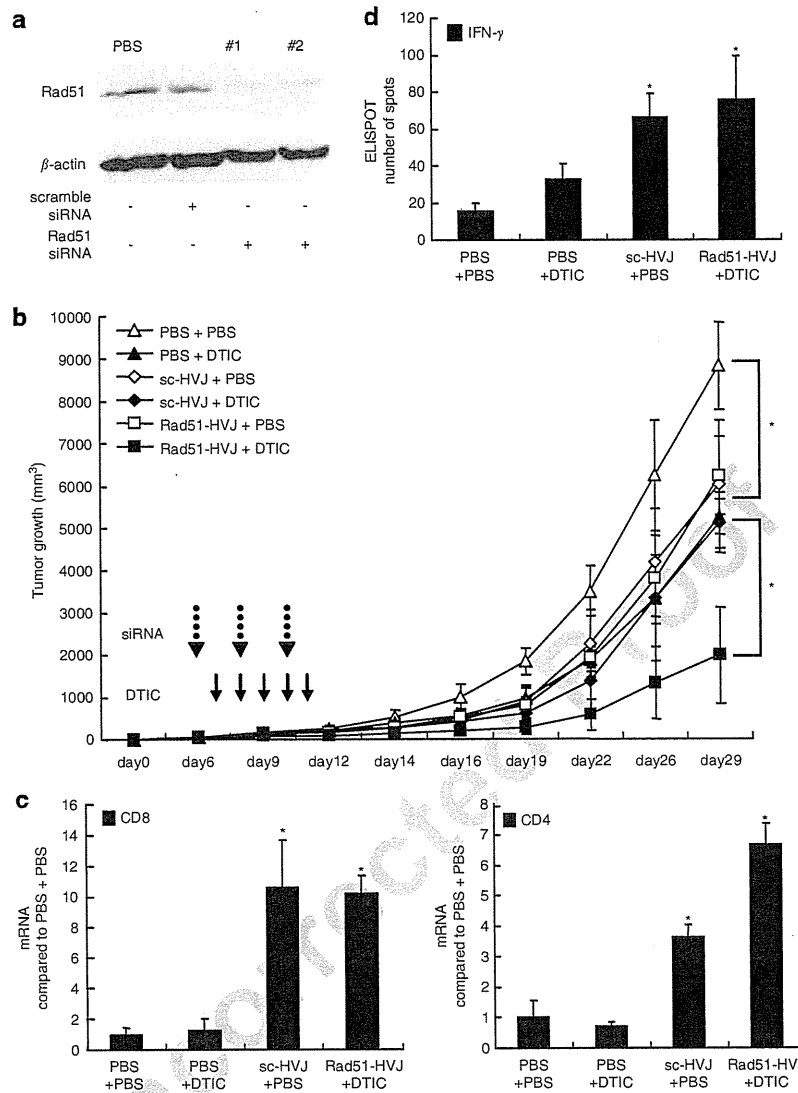 a
PBS #1 #2
Rad51
β-actin
scramble
siRNA
- + - -
Rad51
siRNA
- - + +
d
IFN-γ
ELISPOT
number of spots
120
100
80
60
40
20
0
*
*
PBS
+PBS
PBS
+DTIC
sc-HVJ
+PBS
Rad51-HVJ
+DTIC
b
Tumor growth (mm³)
10000
9000
8000
7000
6000
5000
4000
3000
2000
1000
0
PBS + PBS
PBS + DTIC
sc-HVJ + PBS
sc-HVJ + DTIC
Rad51-HVJ + PBS
Rad51-HVJ + DTIC
*
*
siRNA
DTIC
day0 day6 day9 day12 day14 day16 day19 day22 day26 day29
c
CD8
mRNA
compared to PBS + PBS
16
14
12
10
8
6
4
2
0
*
*
PBS
+PBS
PBS
+DTIC
sc-HVJ
+PBS
Rad51-HVJ
+DTIC
CD4
mRNA
compared to PBS + PBS
8
7
6
5
4
3
2
1
0
*
*
PBS
+PBS
PBS
+DTIC
sc-HVJ
+PBS
Rad51-HV
+DTIC